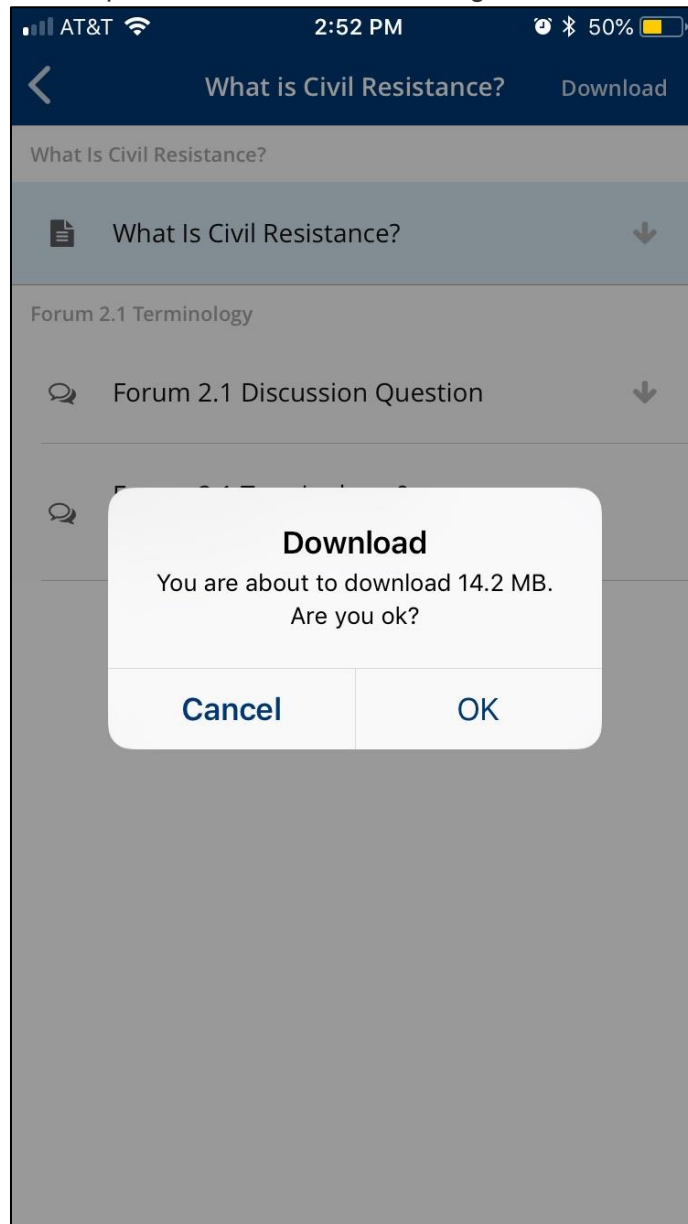 AT&T 2:52 PM 50%
What is Civil Resistance? Download
What Is Civil Resistance?
What Is Civil Resistance?
Forum 2.1 Terminology
Forum 2.1 Discussion Question
Download
You are about to download 14.2 MB.
Are you ok?
Cancel OK